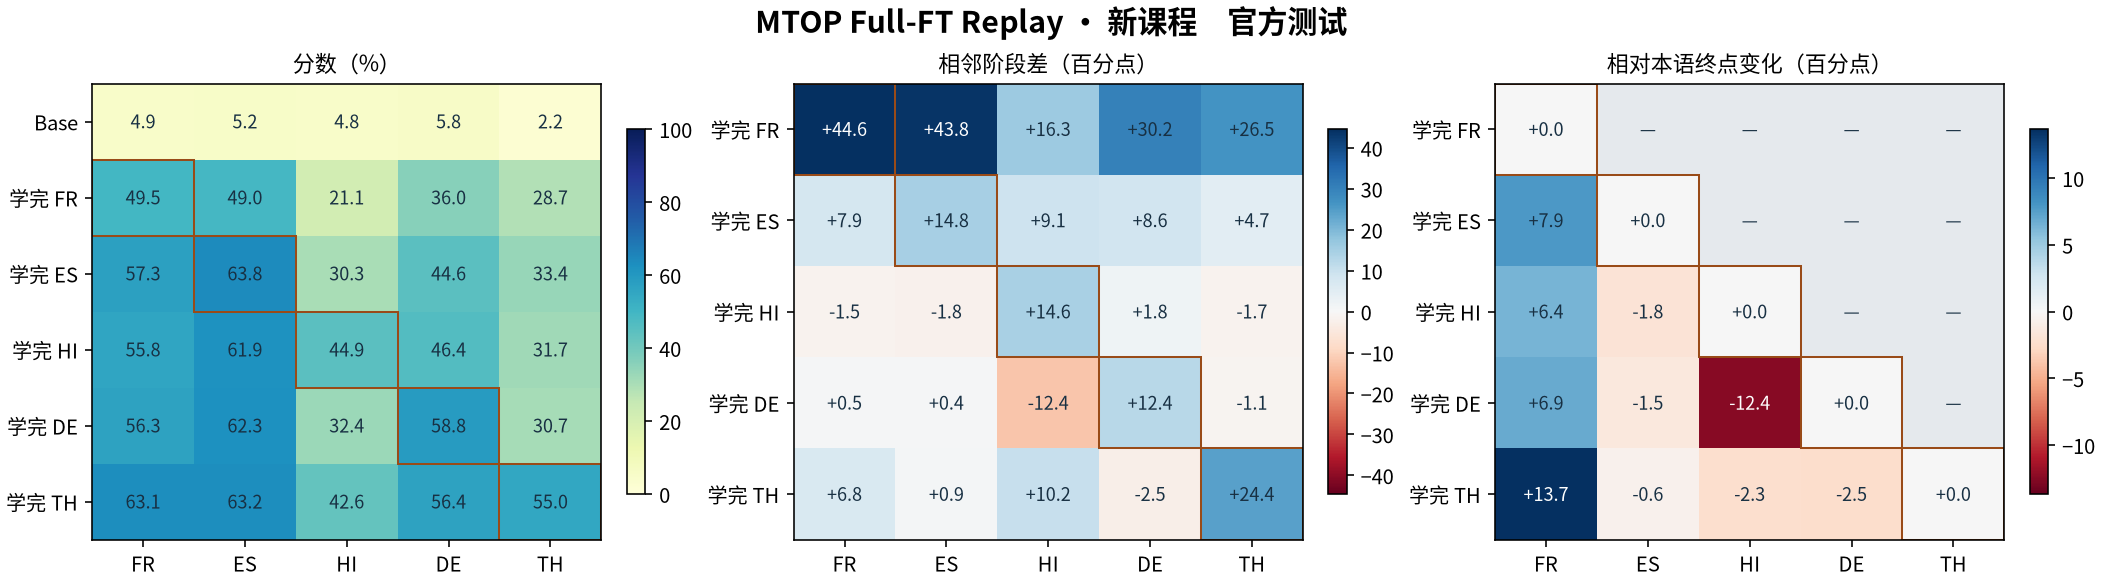 MTOP Full-FT Replay · 新课程　官方测试
分数（%）
Base 4.9 5.2 4.8 5.8 2.2
学完 FR 49.5 49.0 21.1 36.0 28.7
学完 ES 57.3 63.8 30.3 44.6 33.4
学完 HI 55.8 61.9 44.9 46.4 31.7
学完 DE 56.3 62.3 32.4 58.8 30.7
学完 TH 63.1 63.2 42.6 56.4 55.0
FR ES HI DE TH
100
80
60
40
20
0
相邻阶段差（百分点）
学完 FR +44.6 +43.8 +16.3 +30.2 +26.5
学完 ES +7.9 +14.8 +9.1 +8.6 +4.7
学完 HI -1.5 -1.8 +14.6 +1.8 -1.7
学完 DE +0.5 +0.4 -12.4 +12.4 -1.1
学完 TH +6.8 +0.9 +10.2 -2.5 +24.4
FR ES HI DE TH
40
30
20
10
0
−10
−20
−30
−40
相对本语终点变化（百分点）
学完 FR +0.0 — — — —
学完 ES +7.9 +0.0 — — —
学完 HI +6.4 -1.8 +0.0 — —
学完 DE +6.9 -1.5 -12.4 +0.0 —
学完 TH +13.7 -0.6 -2.3 -2.5 +0.0
FR ES HI DE TH
10
5
0
−5
−10